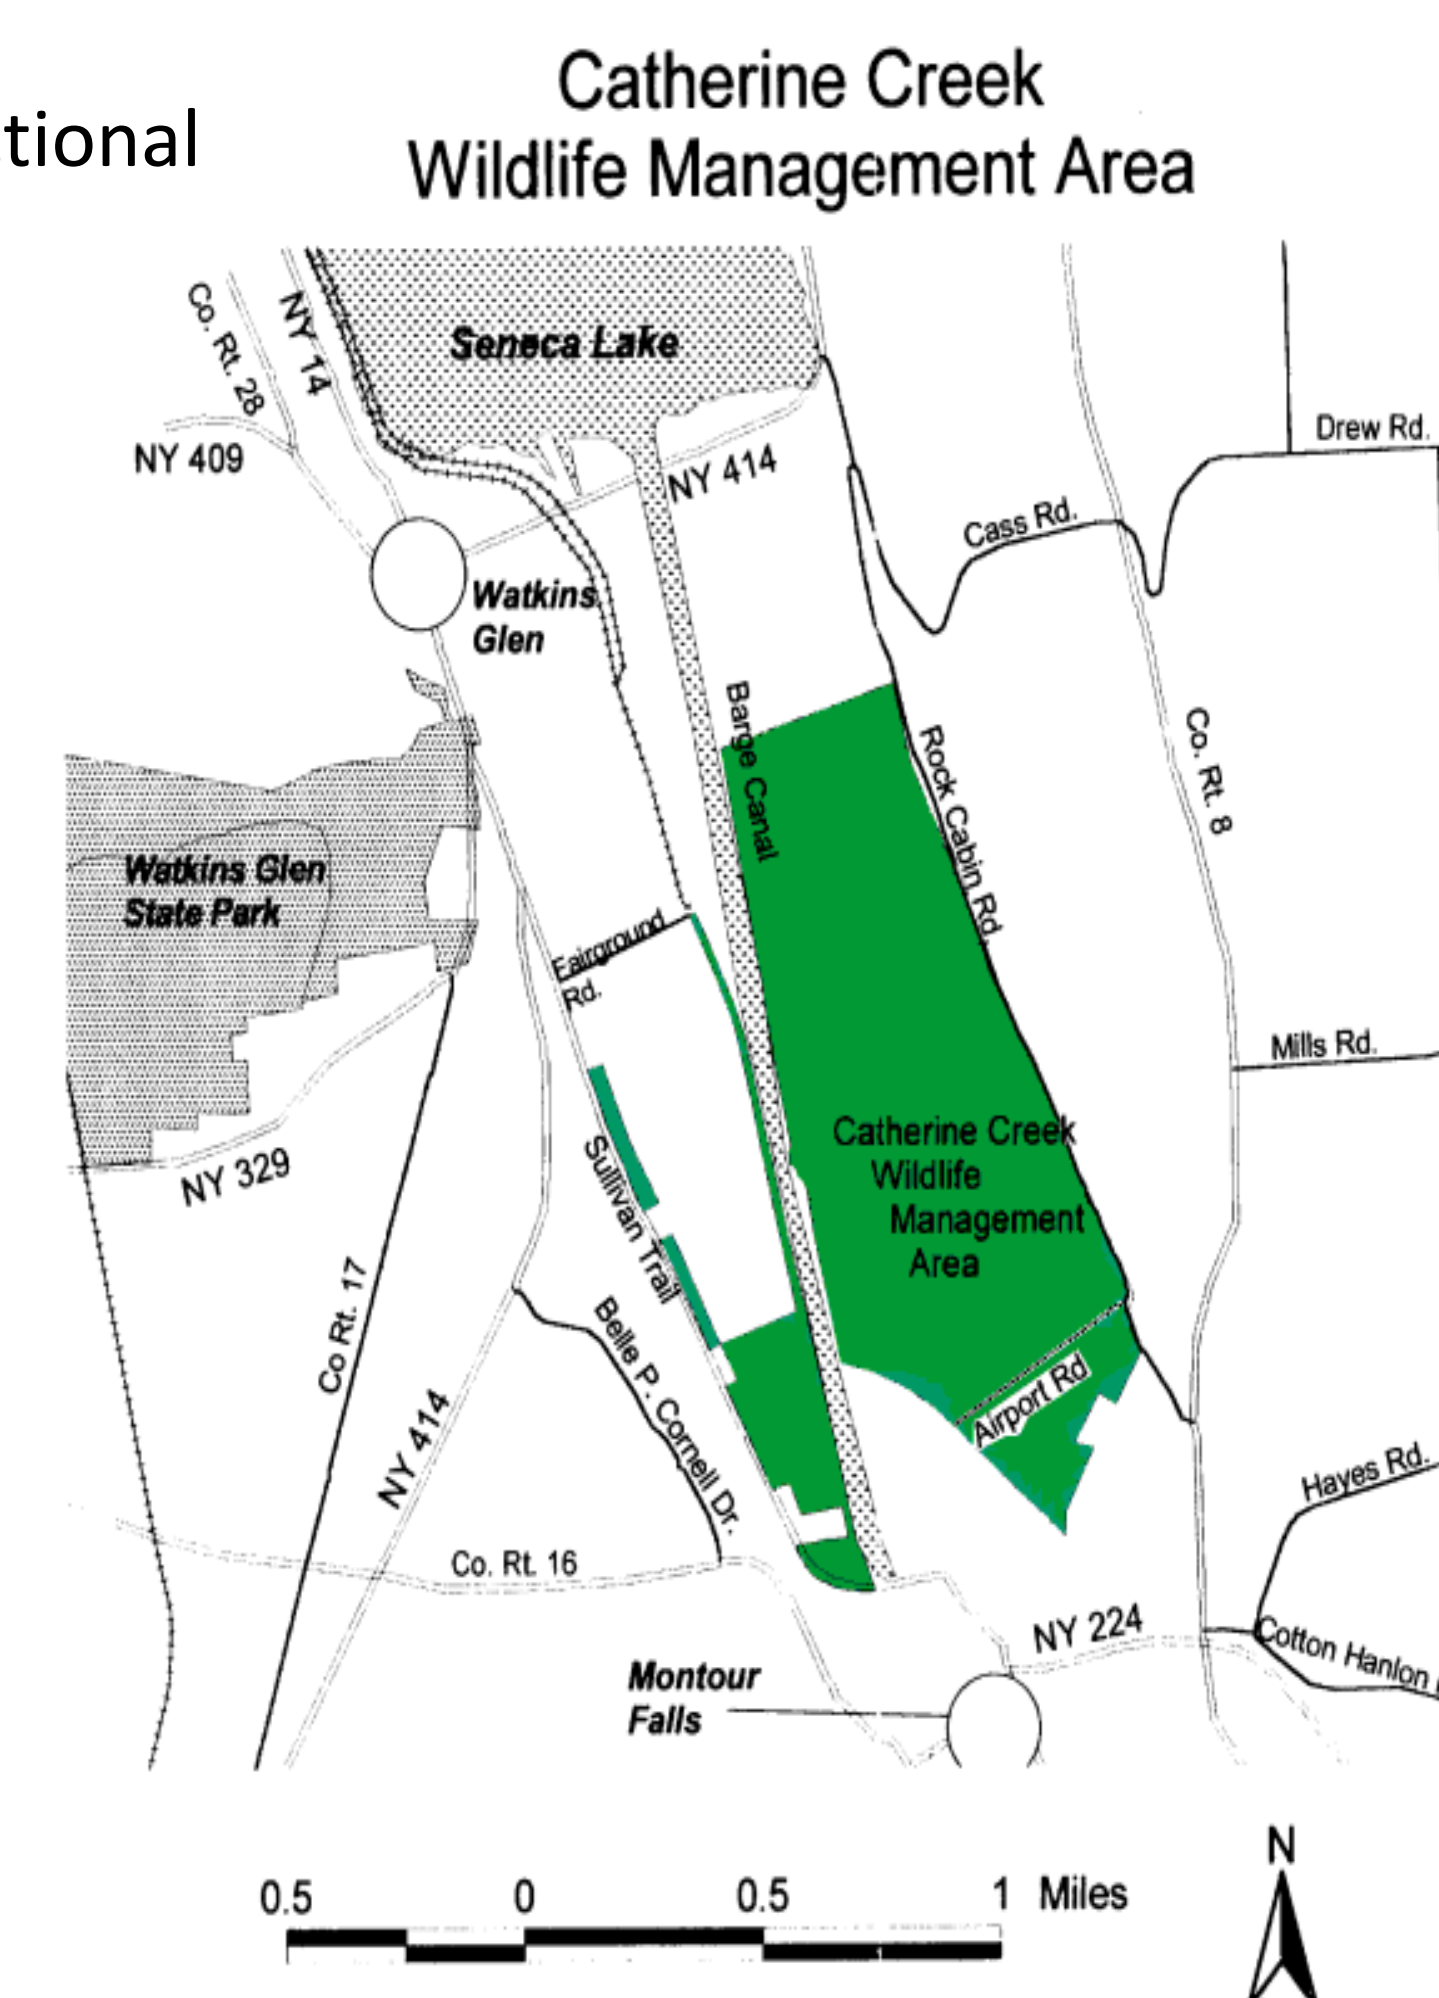 Catherine Creek
tional
Wildlife Management Area
Co. Rt. 28
NY 14
Seneca Lake
Drew Rd.
NY 409
NY 414
Cass Rd.
Watkins
Glen
Barge Canal
Rock Cabin Rd.
Co. Rt. 8
Watkins Glen
State Park
Fairground
Rd.
Mills Rd.
Catherine Creek
Wildlife
Management
Area
NY 329
Sullivan Trail
Co Rt. 17
Belle P. Cornell Dr.
Airport Rd
NY 414
Hayes Rd.
Co. Rt. 16
NY 224
Cotton Hanlon
Montour
Falls
N
0.5 0 0.5 1 Miles